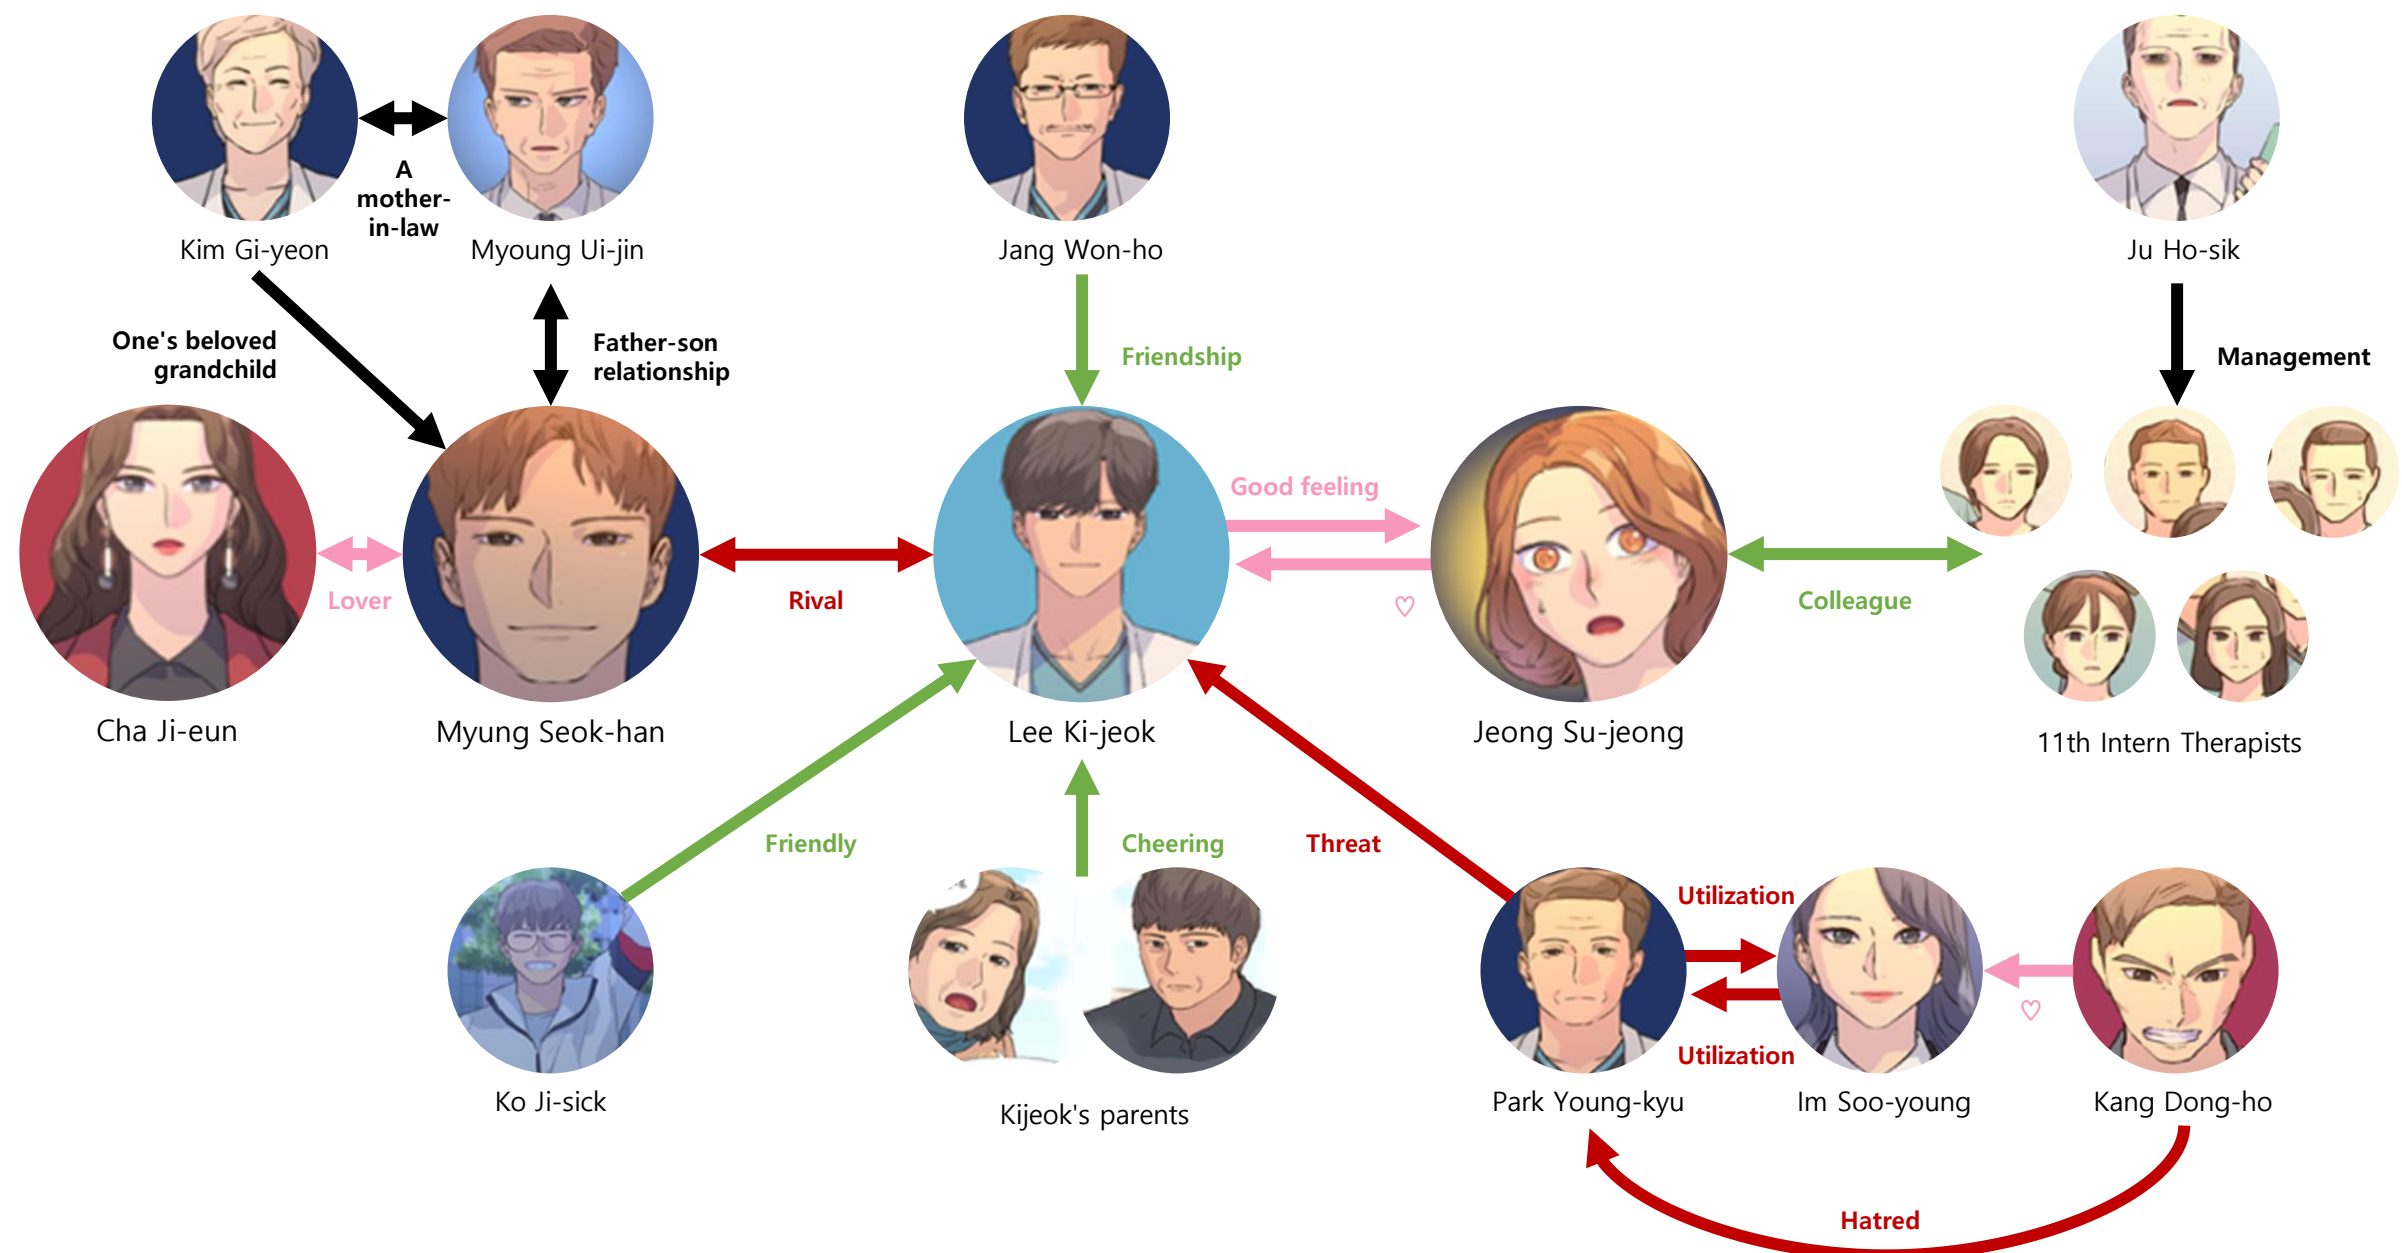 A
mother-
in-law
Kim Gi-yeon
Myoung Ui-jin
Jang Won-ho
Ju Ho-sik
One's beloved
grandchild
Father-son
relationship
Friendship
Management
Good feeling
Lover
Rival
♡
Colleague
Cha Ji-eun
Myung Seok-han
Lee Ki-jeok
Jeong Su-jeong
11th Intern Therapists
Friendly
Cheering
Threat
Utilization
♡
Utilization
Ko Ji-sick
Kijeok's parents
Park Young-kyu
Im Soo-young
Kang Dong-ho
Hatred